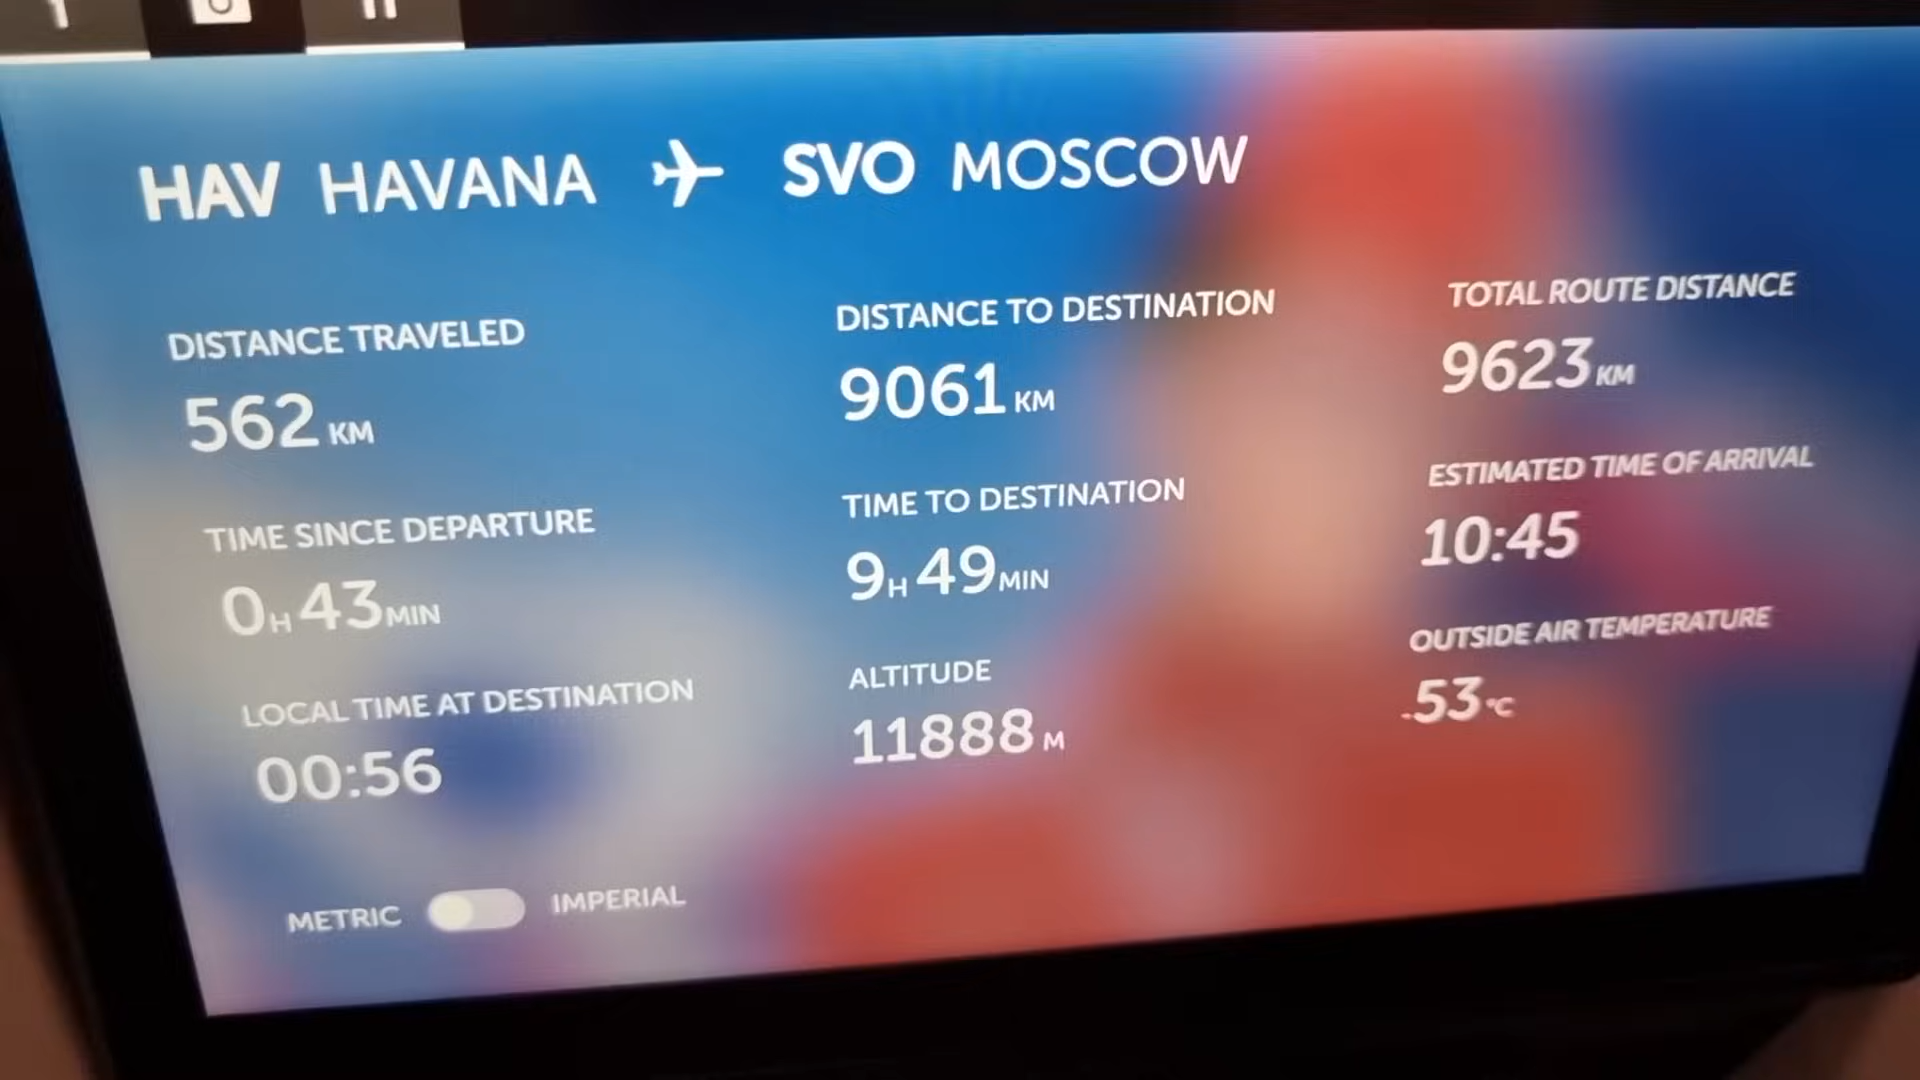 HAV HAVANA SVO MOSCOW
DISTANCE TRAVELED
562 KM
DISTANCE TO DESTINATION
9061 KM
TOTAL ROUTE DISTANCE
9623 KM
TIME SINCE DEPARTURE
0H 43MIN
TIME TO DESTINATION
9H 49MIN
ESTIMATED TIME OF ARRIVAL
10:45
LOCAL TIME AT DESTINATION
00:56
ALTITUDE
11888 M
OUTSIDE AIR TEMPERATURE
-53°C
METRIC IMPERIAL